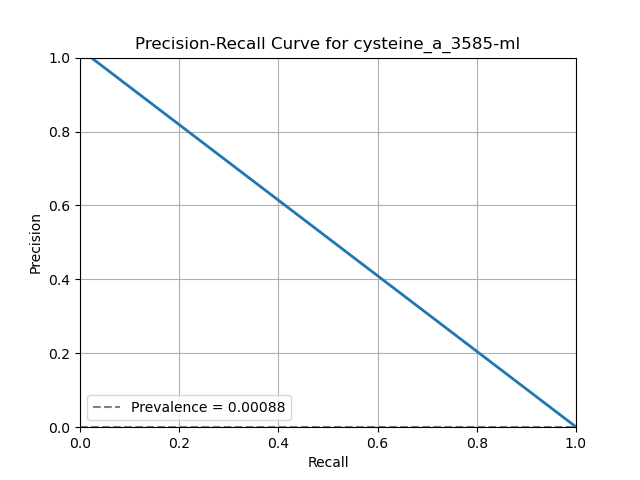 Precision-Recall Curve for cysteine_a_3585-ml
1.0
0.8
0.6
0.4
0.2
0.0
Precision
Prevalence = 0.00088
0.0 0.2 0.4 0.6 0.8 1.0
Recall